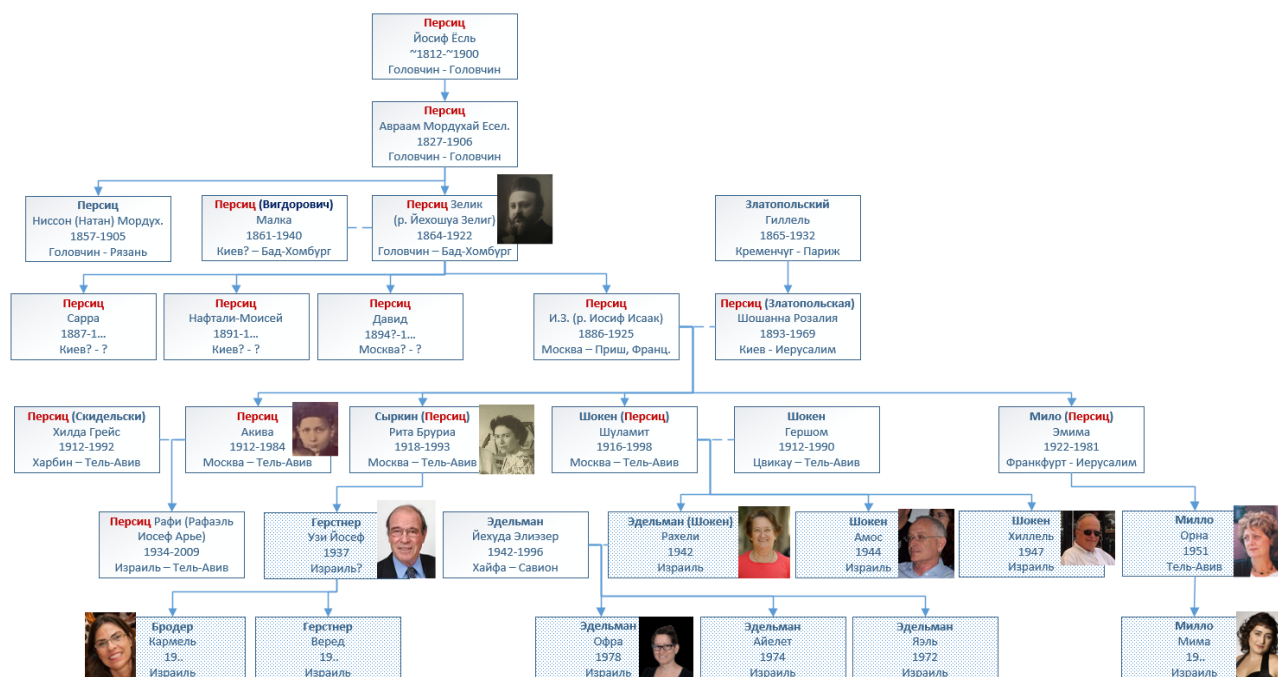 Персиц
Йосиф Ёсль
~1812-~1900
Головчин - Головчин
Персиц
Авраам Мордухай Есел.
1827-1906
Головчин - Головчин
Персиц
Ниссон (Натан) Мордух.
1857-1905
Головчин - Рязань
Персиц (Вигдорович)
Малка
1861-1940
Киев? – Бад-Хомбург
Персиц Зелик
(р. Йехошуа Зелиг)
1864-1922
Головчин – Бад-Хомбург
Златопольский
Гиллель
1865-1932
Кременчуг - Париж
Персиц
Сарра
1887-1...
Киев? - ?
Персиц
Нафтали-Моисей
1891-1...
Киев? - ?
Персиц
Давид
1894?-1...
Москва? - ?
Персиц
И.З. (р. Иосиф Исаак)
1886-1925
Москва – Приш, Франц.
Персиц (Златопольская)
Шошанна Розалия
1893-1969
Киев - Иерусалим
Персиц (Скидельски)
Хилда Грейс
1912-1992
Харбин – Тель-Авив
Персиц
Акива
1912-1984
Москва – Тель-Авив
Сыркин (Персиц)
Рита Бруриа
1918-1993
Москва – Тель-Авив
Шокен (Персиц)
Шуламит
1916-1998
Москва – Тель-Авив
Шокен
Гершом
1912-1990
Цвикау – Тель-Авив
Мило (Персиц)
Эмима
1922-1981
Франкфурт - Иерусалим
Персиц Рафи (Рафаэль
Иосеф Арье)
1934-2009
Израиль – Тель-Авив
Герстнер
Узи Йосеф
1937
Израиль?
Эдельман
Йехуда Элиэзер
1942-1996
Хайфа – Савион
Эдельман (Шокен)
Рахели
1942
Израиль
Шокен
Амос
1944
Израиль
Шокен
Хиллель
1947
Израиль
Милло
Орна
1951
Тель-Авив
Бродер
Кармель
19..
Израиль
Герстнер
Веред
19..
Израиль
Эдельман
Офра
1978
Израиль
Эдельман
Айелет
1974
Израиль
Эдельман
Яэль
1972
Израиль
Милло
Мима
19..
Израиль